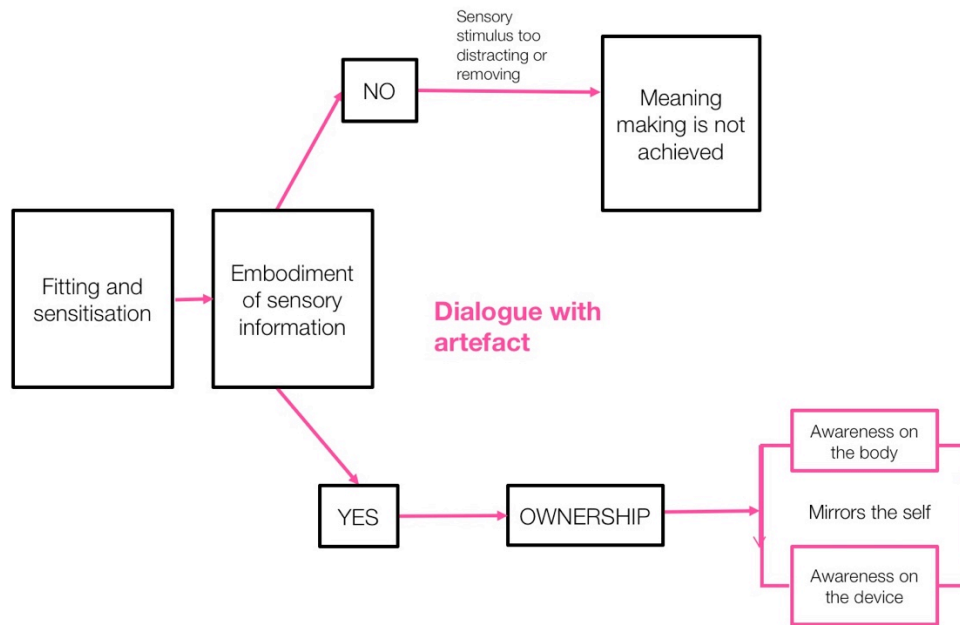 Sensory
stimulus too
distracting or
removing
NO
Meaning
making is not
achieved
Fitting and
sensitisation
Embodiment
of sensory
information
Dialogue with
artefact
YES
OWNERSHIP
Awareness on
the body
Mirrors the self
Awareness on
the device